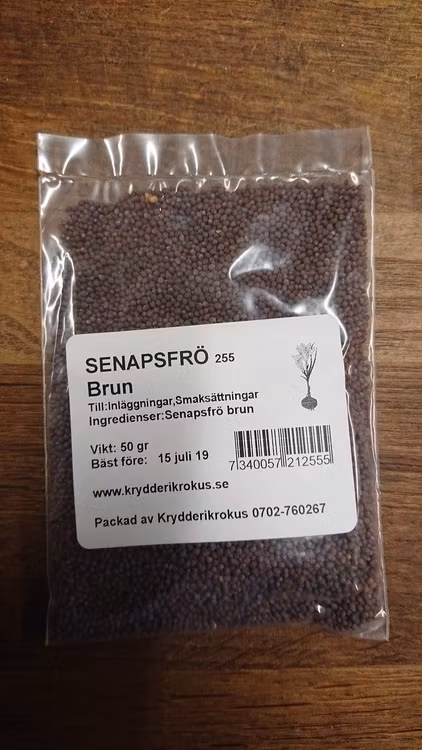 SENAPSFRÖ 255
Brun
Till:Inläggningar,Smaksättningar
Ingredienser:Senapsfrö brun
Vikt: 50 gr
Bäst före: 15 juli 19
7 340057 212555
www.krydderikrokus.se
Packad av Krydderikrokus 0702-760267